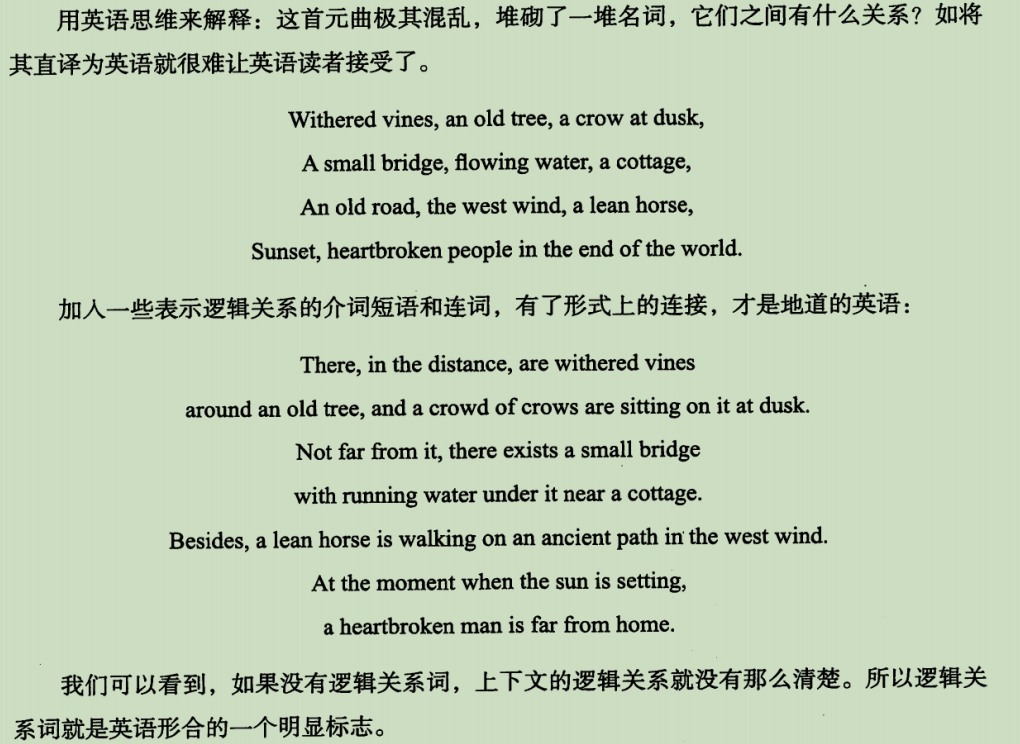 用英语思维来解释：这首元曲极其混乱，堆砌了一堆名词，它们之间有什么关系？如将
其直译为英语就很难让英语读者接受了。
Withered vines, an old tree, a crow at dusk,
A small bridge, flowing water, a cottage,
An old road, the west wind, a lean horse,
Sunset, heartbroken people in the end of the world.
加入一些表示逻辑关系的介词短语和连词，有了形式上的连接，才是地道的英语：
There, in the distance, are withered vines
around an old tree, and a crowd of crows are sitting on it at dusk.
Not far from it, there exists a small bridge
with running water under it near a cottage.
Besides, a lean horse is walking on an ancient path in the west wind.
At the moment when the sun is setting,
a heartbroken man is far from home.
我们可以看到，如果没有逻辑关系词，上下文的逻辑关系就没有那么清楚。所以逻辑关
系词就是英语形合的一个明显标志。